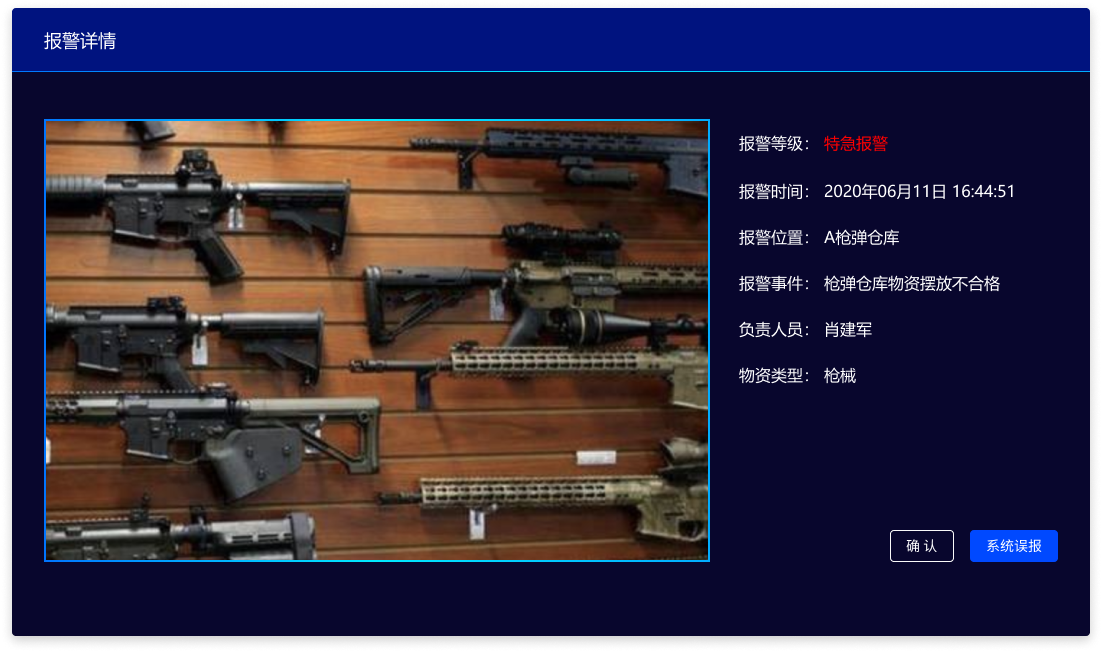 报警详情
报警等级： 特急报警
报警时间： 2020年06月11日 16:44:51
报警位置： A枪弹仓库
报警事件： 枪弹仓库物资摆放不合格
负责人员： 肖建军
物资类型： 枪械
确 认
系统误报